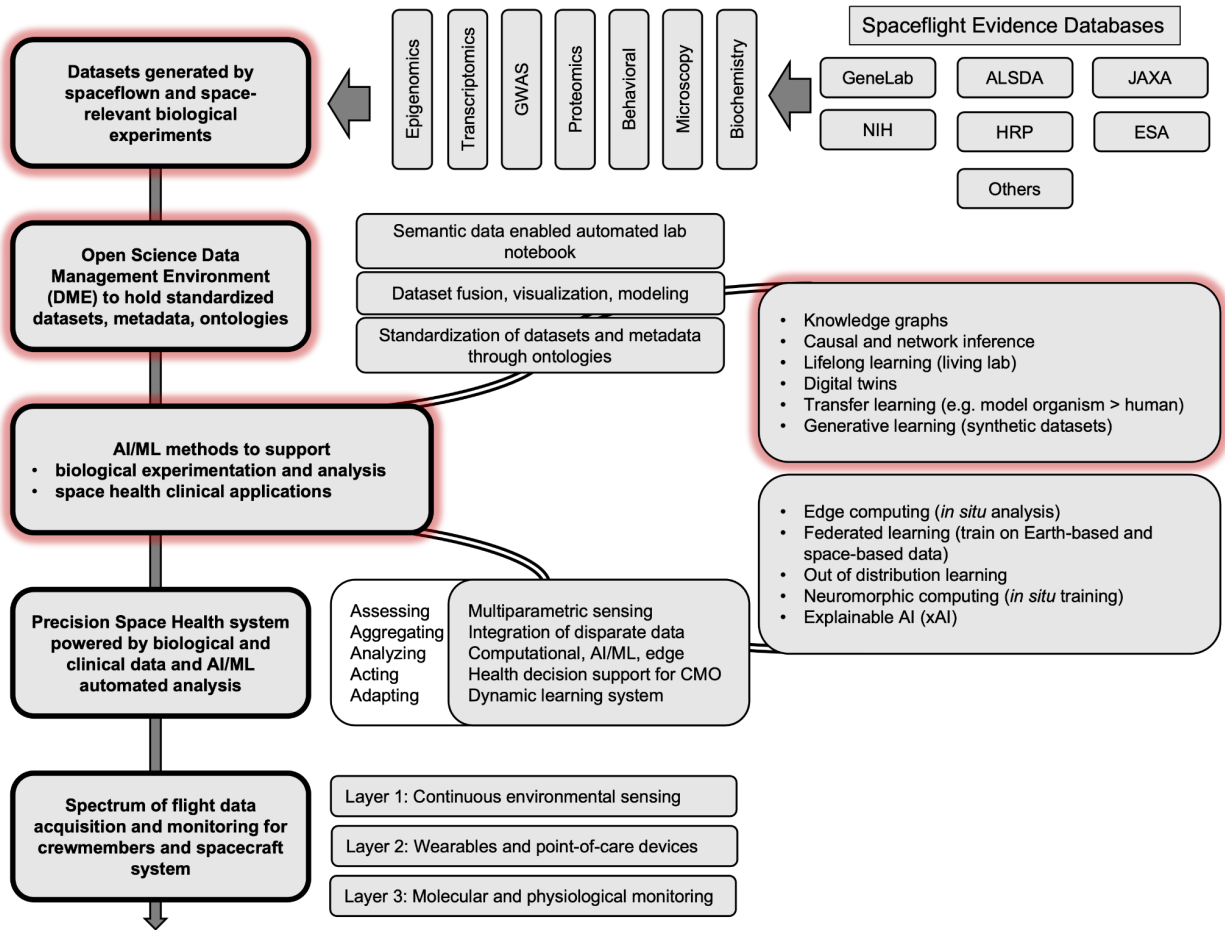 Spaceflight Evidence Databases
GeneLab
ALSDA
JAXA
NIH
HRP
ESA
Others
Epigenomics
Transcriptomics
GWAS
Proteomics
Behavioral
Microscopy
Biochemistry
Datasets generated by
spaceflown and space-
relevant biological
experiments
Open Science Data
Management Environment
(DME) to hold standardized
datasets, metadata, ontologies
Semantic data enabled automated lab
notebook
Dataset fusion, visualization, modeling
Standardization of datasets and metadata
through ontologies
• Knowledge graphs
• Causal and network inference
• Lifelong learning (living lab)
• Digital twins
• Transfer learning (e.g. model organism > human)
• Generative learning (synthetic datasets)
AI/ML methods to support
• biological experimentation and analysis
• space health clinical applications
• Edge computing (in situ analysis)
• Federated learning (train on Earth-based and
space-based data)
• Out of distribution learning
• Neuromorphic computing (in situ training)
• Explainable AI (xAI)
Precision Space Health system
powered by biological and
clinical data and AI/ML
automated analysis
Assessing Multiparametric sensing
Aggregating Integration of disparate data
Analyzing Computational, AI/ML, edge
Acting Health decision support for CMO
Adapting Dynamic learning system
Spectrum of flight data
acquisition and monitoring for
crewmembers and spacecraft
system
Layer 1: Continuous environmental sensing
Layer 2: Wearables and point-of-care devices
Layer 3: Molecular and physiological monitoring